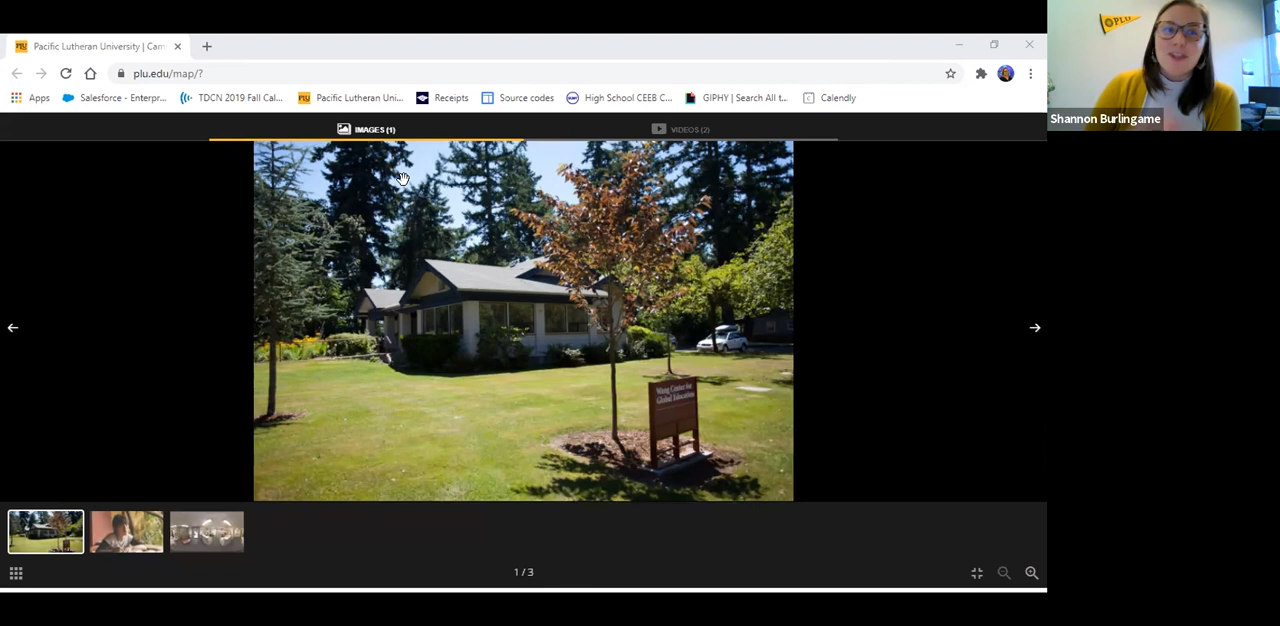 Pacific Lutheran University | Cam
plu.edu/map/?
Apps
Salesforce - Enterpr...
TDCN 2019 Fall Cal...
PLU
Pacific Lutheran Uni...
Receipts
Source codes
High School CEEB C...
GIPHY | Search All t...
C
Calendly
IMAGES (1)
VIDEOS (2)
Wang Center for
Global Education
1 / 3
PLU
Shannon Burlingame